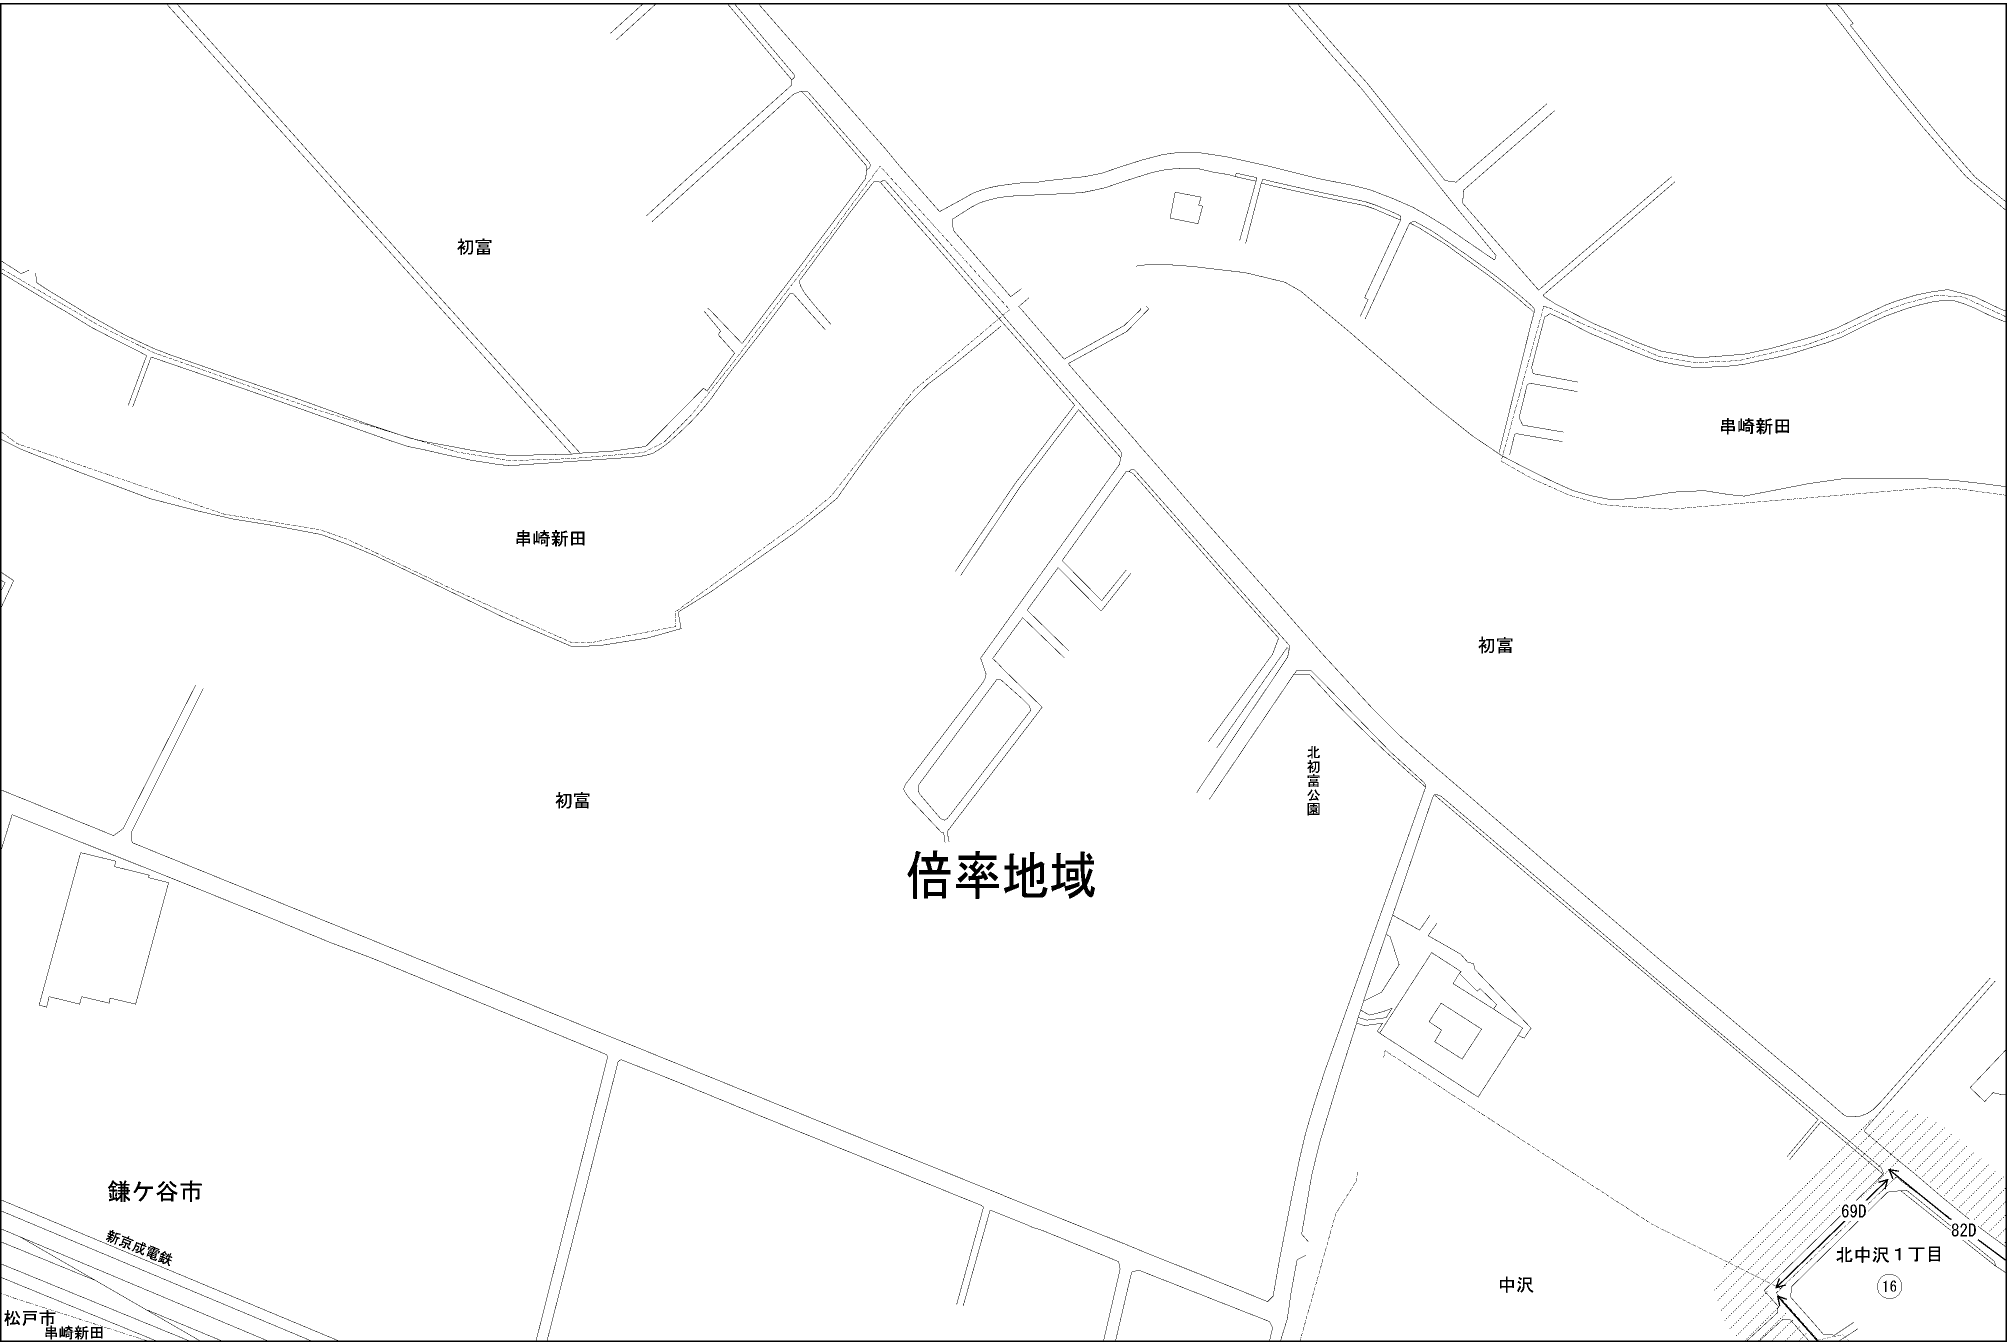 初富
串崎新田
串崎新田
初富
北初富公園
初富
倍率地域
鎌ケ谷市
新京成電鉄
69D
82D
北中沢１丁目
16
中沢
松戸市
串崎新田